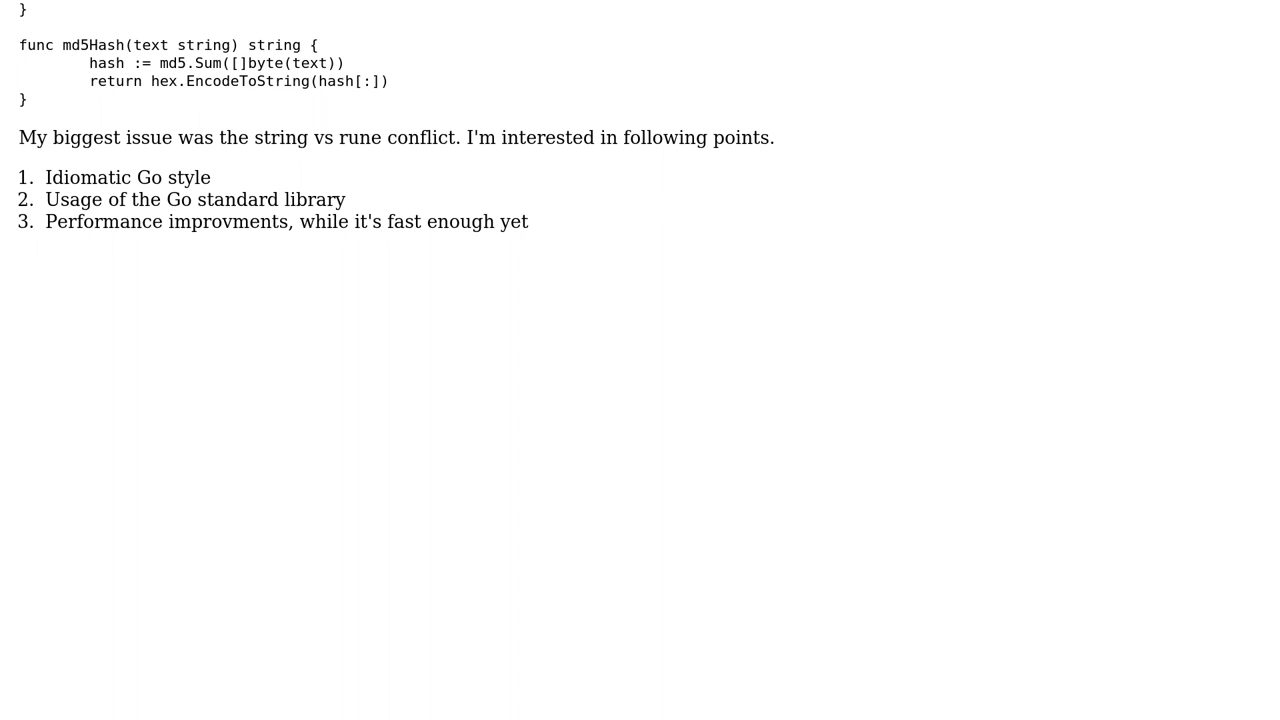 }

func md5Hash(text string) string {
        hash := md5.Sum([]byte(text))
        return hex.EncodeToString(hash[:])
}
My biggest issue was the string vs rune conflict. I'm interested in following points.
1. Idiomatic Go style
2. Usage of the Go standard library
3. Performance improvments, while it's fast enough yet